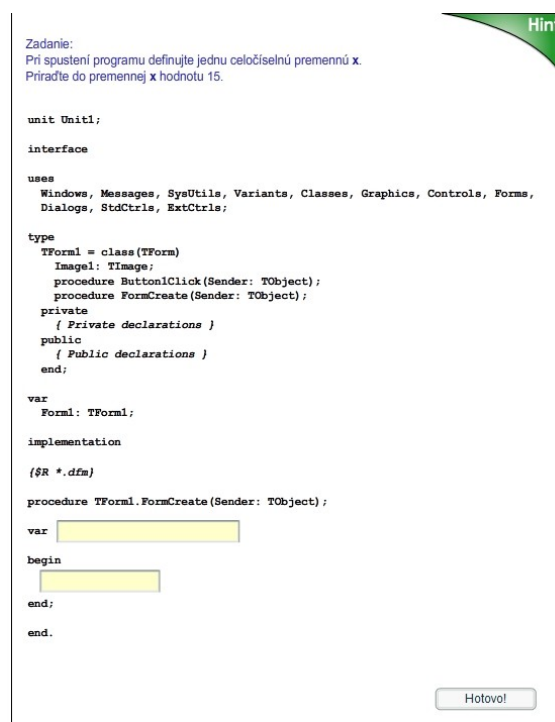 Hin
Zadanie:
Pri spustení programu definujte jednu celočíselnú premennú x.
Priraďte do premennej x hodnotu 15.
unit Unit1;
interface
uses
Windows, Messages, SysUtils, Variants, Classes, Graphics, Controls, Forms,
Dialogs, StdCtrls, ExtCtrls;
type
TForm1 = class(TForm)
Image1: TImage;
procedure Button1Click(Sender: TObject);
procedure FormCreate(Sender: TObject);
private
{ Private declarations }
public
{ Public declarations }
end;
var
Form1: TForm1;
implementation
{$R *.dfm}
procedure TForm1.FormCreate(Sender: TObject);
var
begin
end;
end.
Hotovo!